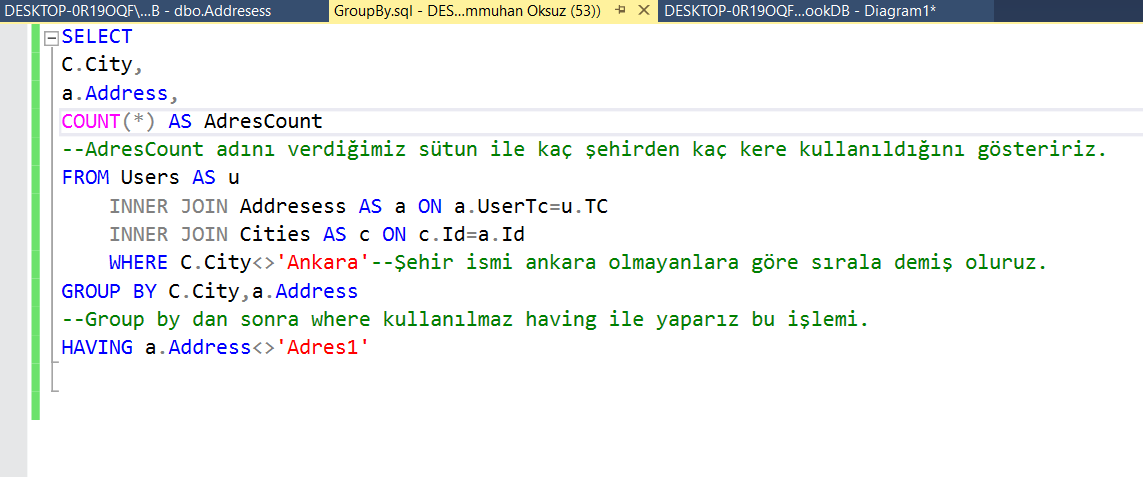 DESKTOP-0R19OQF\...B - dbo.Addresess GroupBy.sql - DES...mmuhan Oksuz (53)) DESKTOP-0R19OQF...ookDB - Diagram1*
SELECT
C.City,
a.Address,
COUNT(*) AS AdresCount
--AdresCount adını verdiğimiz sütun ile kaç şehirden kaç kere kullanıldığını gösteririz.
FROM Users AS u
INNER JOIN Addresess AS a ON a.UserTc=u.TC
INNER JOIN Cities AS c ON c.Id=a.Id
WHERE C.City<>'Ankara'--Şehir ismi ankara olmayanlara göre sırala demiş oluruz.
GROUP BY C.City,a.Address
--Group by dan sonra where kullanılmaz having ile yaparız bu işlemi.
HAVING a.Address<>'Adres1'